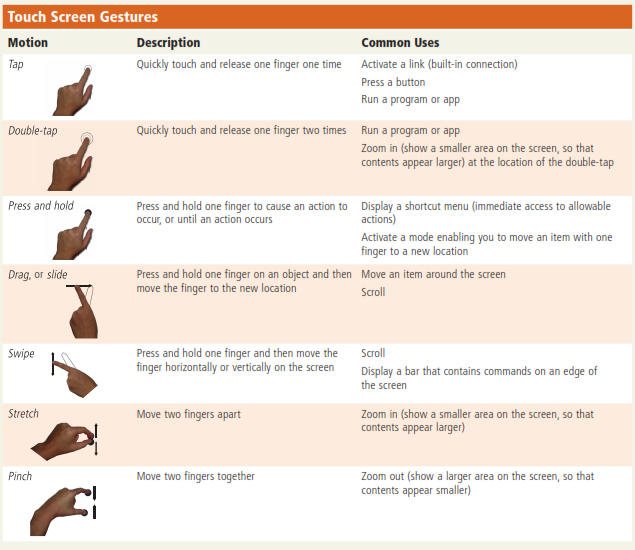 Touch Screen Gestures
Motion Description Common Uses
Tap
Quickly touch and release one finger one time
Activate a link (built-in connection)
Press a button
Run a program or app
Double-tap
Quickly touch and release one finger two times
Run a program or app
Zoom in (show a smaller area on the screen, so that
contents appear larger) at the location of the double-tap
Press and hold
Press and hold one finger to cause an action to
occur, or until an action occurs
Display a shortcut menu (immediate access to allowable
actions)
Activate a mode enabling you to move an item with one
finger to a new location
Drag, or slide
Press and hold one finger on an object and then
move the finger to the new location
Move an item around the screen
Scroll
Swipe
Press and hold one finger and then move the
finger horizontally or vertically on the screen
Scroll
Display a bar that contains commands on an edge of
the screen
Stretch
Move two fingers apart
Zoom in (show a smaller area on the screen, so that
contents appear larger)
Pinch
Move two fingers together
Zoom out (show a larger area on the screen, so that
contents appear smaller)